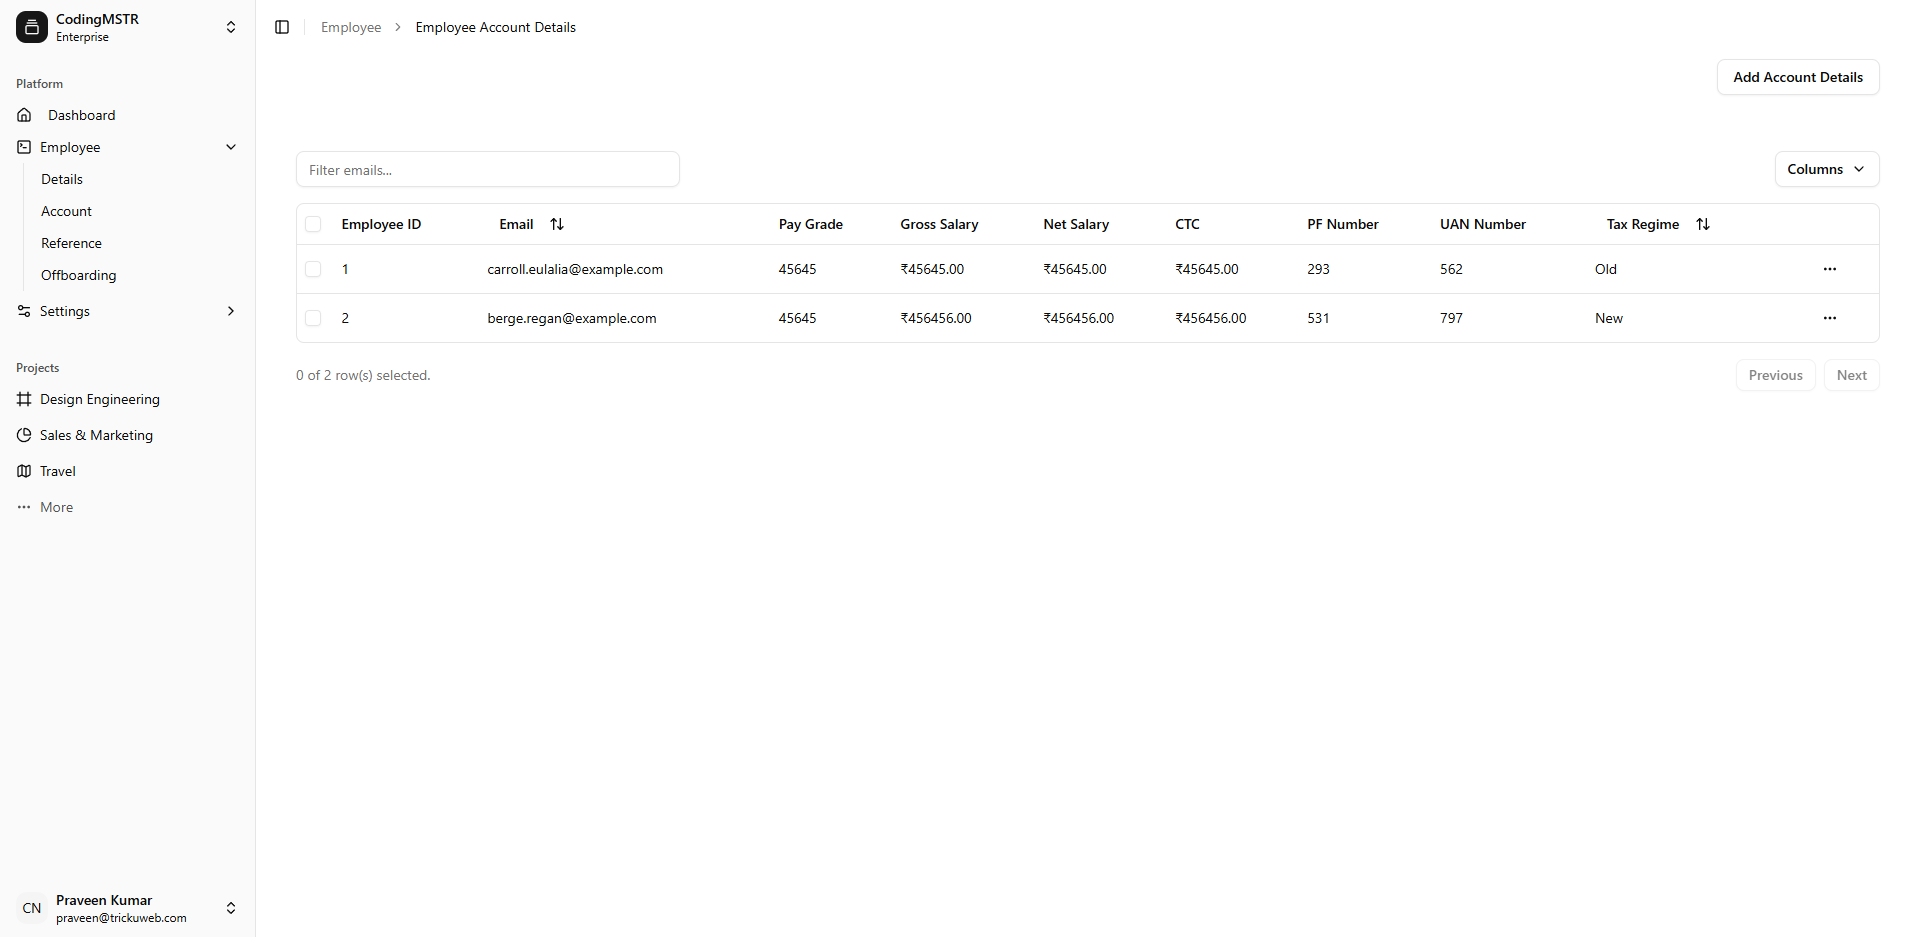 CodingMSTR
Enterprise
Platform
Dashboard
Employee
Details
Account
Reference
Offboarding
Settings
Projects
Design Engineering
Sales & Marketing
Travel
More
CN
Praveen Kumar
praveen@trickuweb.com
Employee > Employee Account Details
Add Account Details
Filter emails...
Columns
Employee ID Email Pay Grade Gross Salary Net Salary CTC PF Number UAN Number Tax Regime
1 carroll.eulalia@example.com 45645 ₹45645.00 ₹45645.00 ₹45645.00 293 562 Old
2 berge.regan@example.com 45645 ₹456456.00 ₹456456.00 ₹456456.00 531 797 New
0 of 2 row(s) selected.
Previous Next